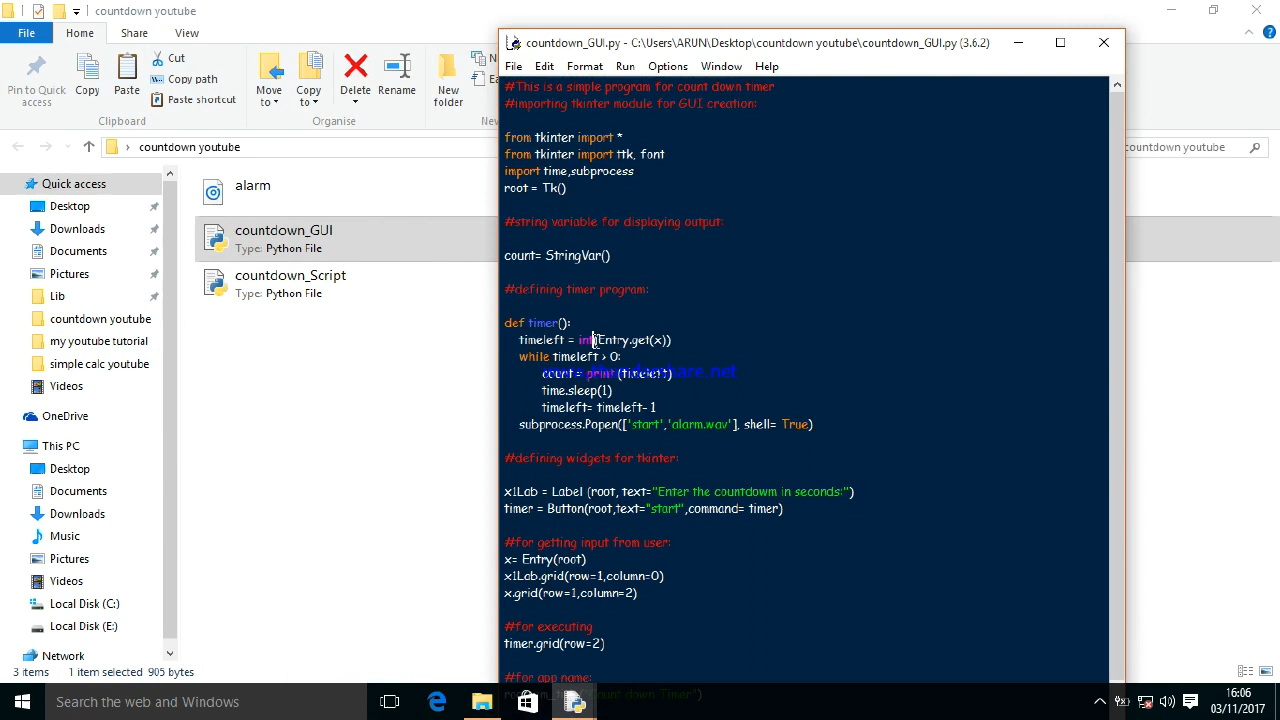 countdown youtube
File Home Share View
Pin to Quick access
Copy
Paste
Cut
Copy path
Paste shortcut
Clipboard
Move to
Copy to
Delete
Rename
Organise
New folder
countdown youtube
countdown youtube
Quick access
Desktop
Downloads
Documents
Pictures
Lib
countdown youtube
my youtube tutorial
simple calc youtube
Videos
OneDrive
This PC
Desktop
Documents
Downloads
Music
Pictures
Videos
Local Disk (C:)
Local Disk (E:)
Network
alarm
countdown_GUI
Type: Python File
countdown_Script
Type: Python File
3 items 1 item selected 905 bytes
countdown_GUI.py - C:\Users\ARUN\Desktop\countdown youtube\countdown_GUI.py (3.6.2)
File Edit Format Run Options Window Help
#This is a simple program for count down timer
#importing tkinter module for GUI creation:
from tkinter import *
from tkinter import ttk, font
import time,subprocess
root = Tk()
#string variable for displaying output:
count= StringVar()
#defining timer program:
def timer():
timeleft = int(Entry.get(x))
while timeleft > 0:
time.sleep(1)
timeleft= timeleft-1
subprocess.Popen(['start','alarm.wav'], shell= True)
#defining widgets for tkinter:
x1Lab = Label (root, text="Enter the countdowm in seconds:")
timer = Button(root,text="start",command= timer)
#for getting input from user:
x= Entry(root)
x1Lab.grid(row=1,column=0)
x.grid(row=1,column=2)
#for executing
timer.grid(row=2)
#for app name:
Search the web and Windows
16:06
03/11/2017